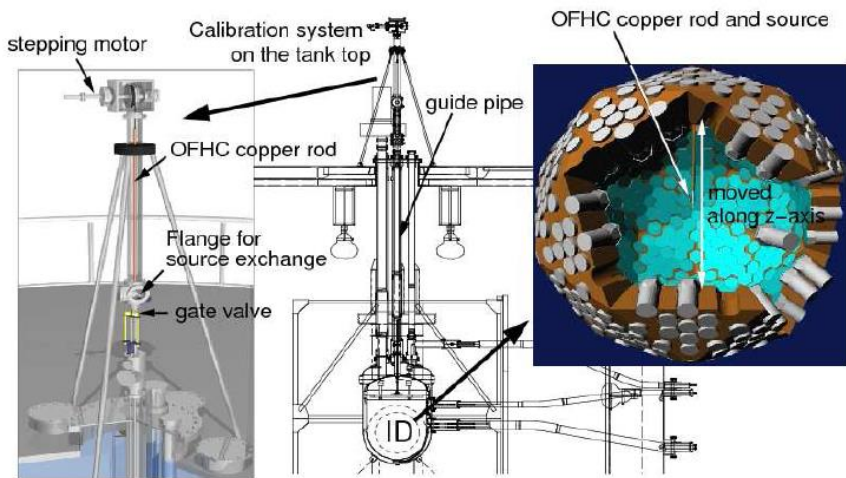 Calibration system
on the tank top
stepping motor
OFHC copper rod
Flange for
source exchange
gate valve
guide pipe
ID
OFHC copper rod and source
moved
along z-axis